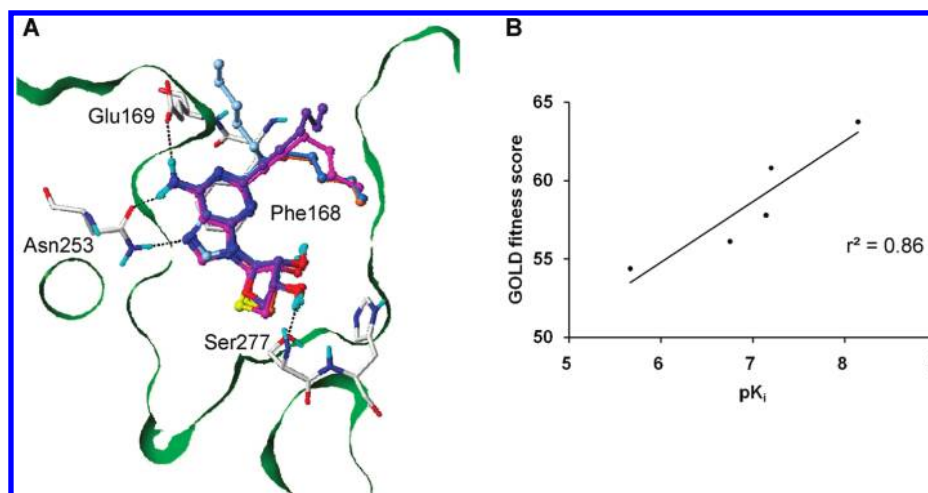 A
Glu169
Asn253
Phe168
Ser277
B
GOLD fitness score
65
60
55
50
5
6
7
8
r² = 0.86
pKᵢ